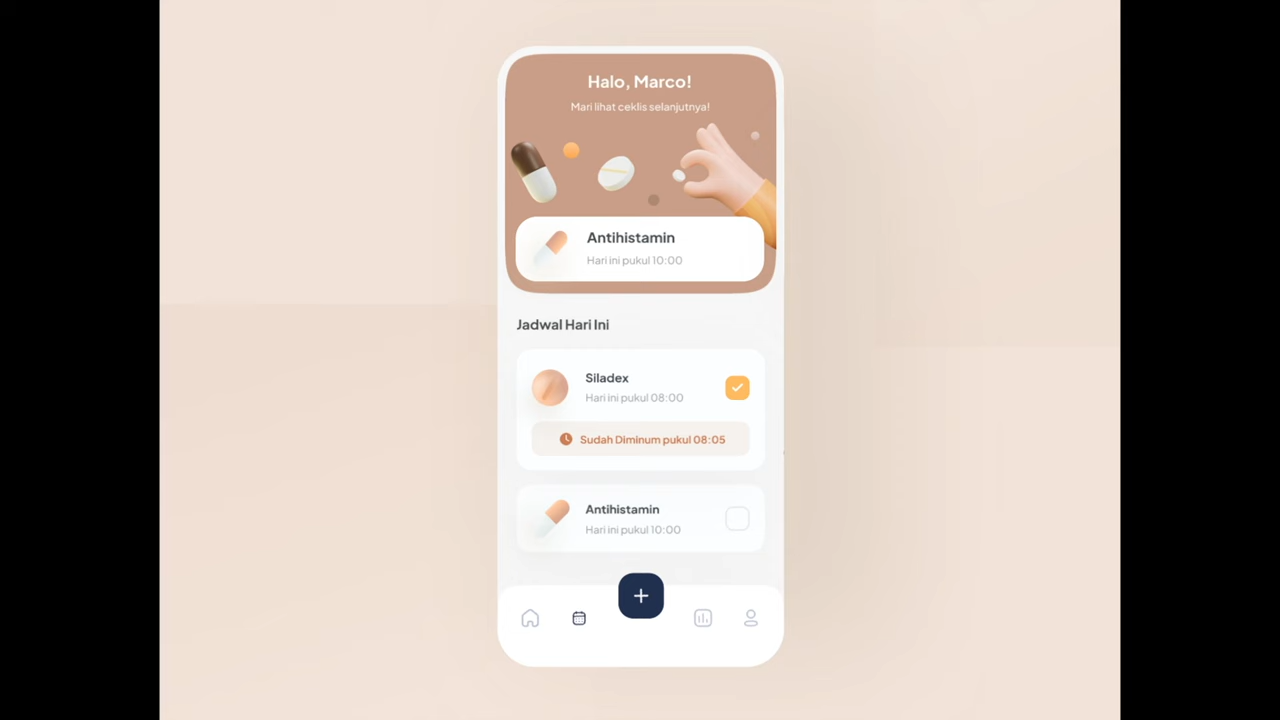 Halo, Marco!
Mari lihat ceklis selanjutnya!
Antihistamin
Hari ini pukul 10:00
Jadwal Hari Ini
Siladex
Hari ini pukul 08:00
Sudah Diminum pukul 08:05
Antihistamin
Hari ini pukul 10:00